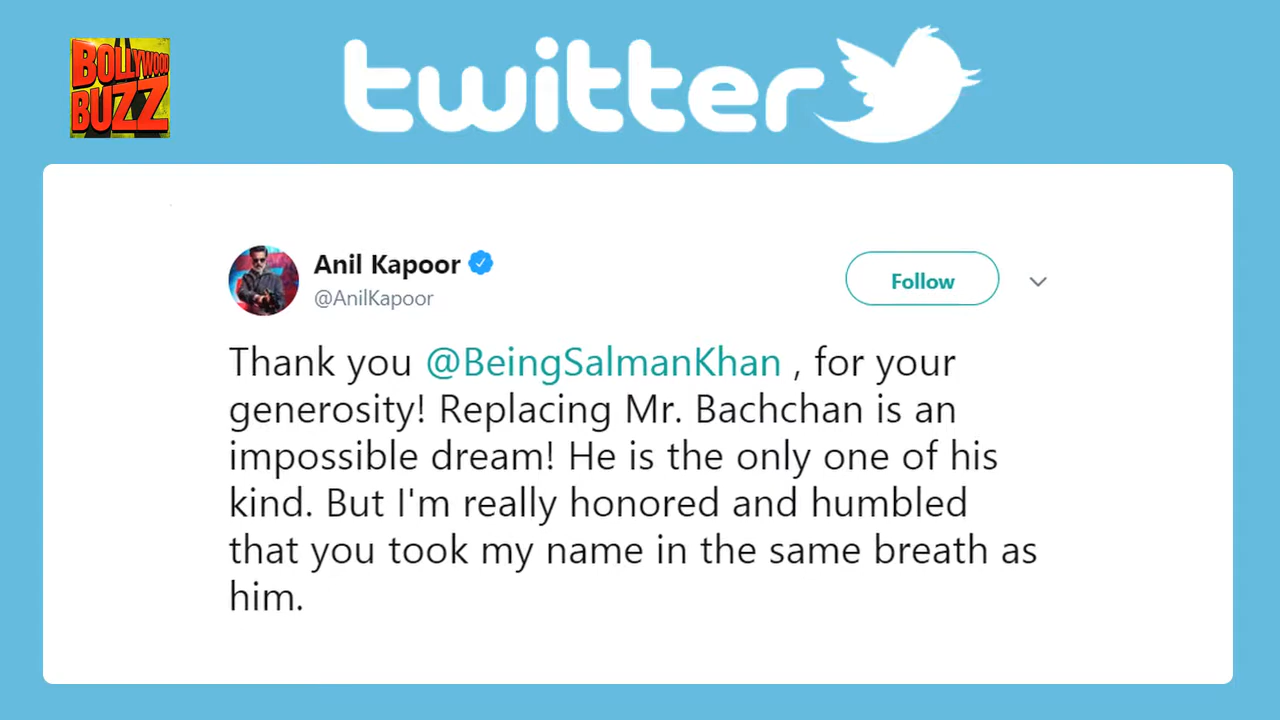 BOLLYWOOD
BUZZ
twitter
Anil Kapoor
@AnilKapoor
Follow
Thank you @BeingSalmanKhan , for your
generosity! Replacing Mr. Bachchan is an
impossible dream! He is the only one of his
kind. But I'm really honored and humbled
that you took my name in the same breath as
him.